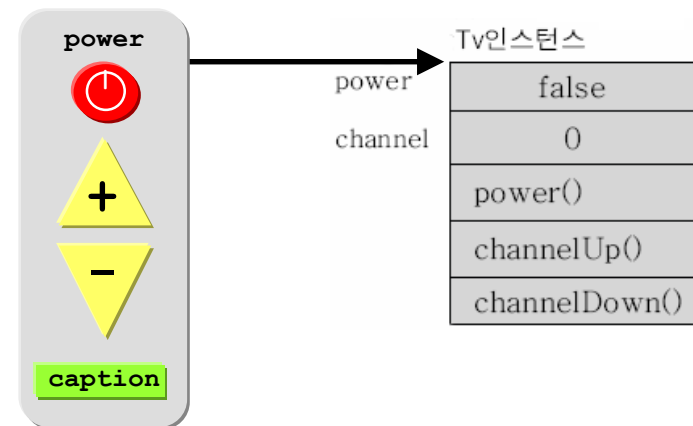 power
+
-
caption
Tv인스턴스
power false
channel 0
power()
channelUp()
channelDown()